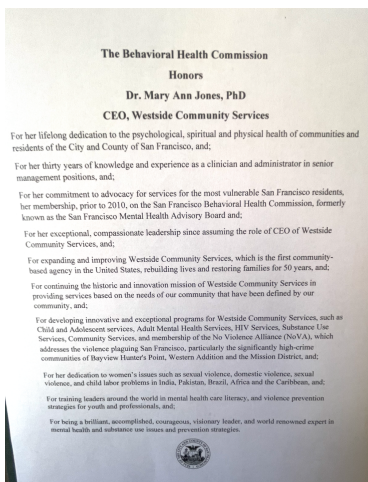 The Behavioral Health Commission
Honors
Dr. Mary Ann Jones, PhD
CEO, Westside Community Services
For her lifelong dedication to the psychological, spiritual and physical health of communities and
residents of the City and County of San Francisco, and;
For her thirty years of knowledge and experience as a clinician and administrator in senior
management positions, and;
For her commitment to advocacy for services for the most vulnerable San Francisco residents,
her membership, prior to 2010, on the San Francisco Behavioral Health Commission, formerly
known as the San Francisco Mental Health Advisory Board and;
For her exceptional, compassionate leadership since assuming the role of CEO of Westside
Community Services, and;
For expanding and improving Westside Community Services, which is the first community-
based agency in the United States, rebuilding lives and restoring families for 50 years, and;
For continuing the historic and innovation mission of Westside Community Services in
providing services based on the needs of our community that have been defined by our
community, and;
For developing innovative and exceptional programs for Westside Community Services, such as
Child and Adolescent services, Adult Mental Health Services, HIV Services, Substance Use
Services, Community Services, and membership of the No Violence Alliance (NoVA), which
addresses the violence plaguing San Francisco, particularly the significantly high-crime
communities of Bayview Hunter's Point, Western Addition and the Mission District, and;
For her dedication to women's issues such as sexual violence, domestic violence, sexual
violence, and child labor problems in India, Pakistan, Brazil, Africa and the Caribbean, and;
For training leaders around the world in mental health care literacy, and violence prevention
strategies for youth and professionals, and;
For being a brilliant, accomplished, courageous, visionary leader, and world renowned expert in
mental health and substance use issues and prevention strategies.